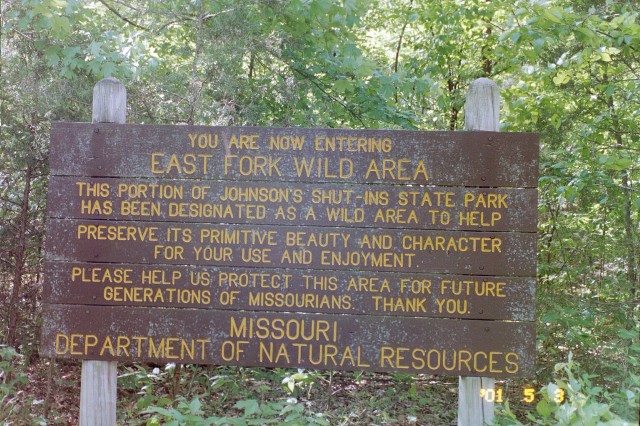 YOU ARE NOW ENTERING
EAST FORK WILD AREA
THIS PORTION OF JOHNSON'S SHUT-INS STATE PARK
HAS BEEN DESIGNATED AS A WILD AREA TO HELP
PRESERVE ITS PRIMITIVE BEAUTY AND CHARACTER
FOR YOUR USE AND ENJOYMENT.
PLEASE HELP US PROTECT THIS AREA FOR FUTURE
GENERATIONS OF MISSOURIANS. THANK YOU.
MISSOURI
DEPARTMENT OF NATURAL RESOURCES
'01 5 3